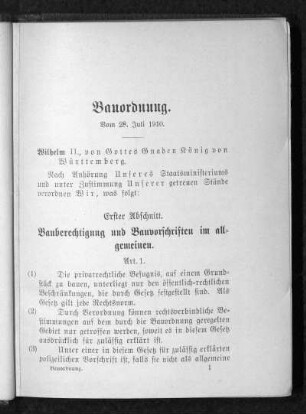 Bauordnung.
Vom 28. Juli 1910.
Wilhelm II., von Gottes Gnaden König von
Württemberg.
Nach Anhörung Unseres Staatsministeriums
und unter Zustimmung Unserer getreuen Stände
verordnen Wir, was folgt:
Erster Abschnitt.
Bauberechtigung und Bauvorschriften im all-
gemeinen.
Art. 1.
(1) Die privatrechtliche Befugnis, auf einem Grund-
stück zu bauen, unterliegt nur den öffentlich-rechtlichen
Beschränkungen, die durch Gesetz festgestellt sind. Als
Gesetz gilt jede Rechtsnorm.
(2) Durch Verordnung können rechtsverbindliche Be-
stimmungen auf dem durch die Bauordnung geregelten
Gebiet nur getroffen werden, soweit es in diesem Gesetz
ausdrücklich für zulässig erklärt ist.
(3) Unter einer in diesem Gesetz für zulässig erklärten
polizeilichen Vorschrift ist, falls sie nicht als allgemeine
Bauordnung. 1